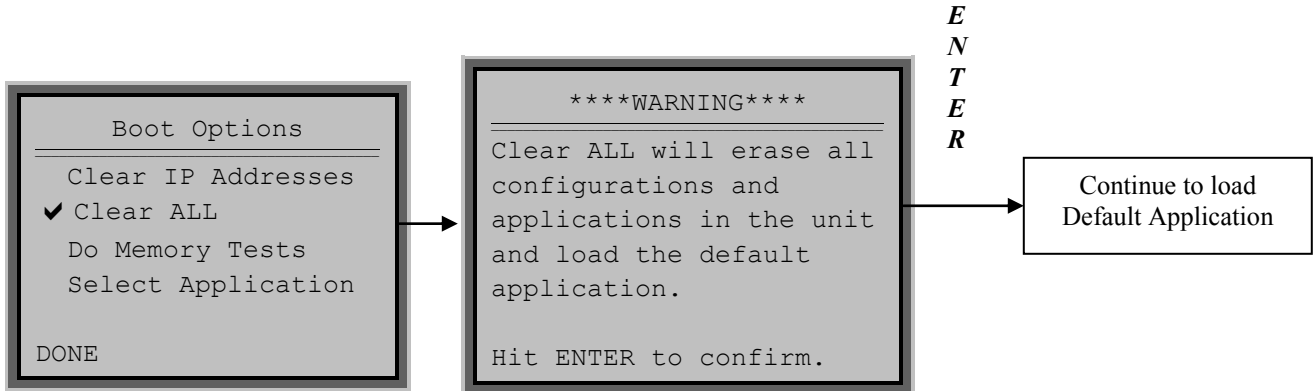 Boot Options
Clear IP Addresses
✔ Clear ALL
Do Memory Tests
Select Application
DONE
****WARNING****
Clear ALL will erase all
configurations and
applications in the unit
and load the default
application.
Hit ENTER to confirm.
E
N
T
E
R
Continue to load
Default Application